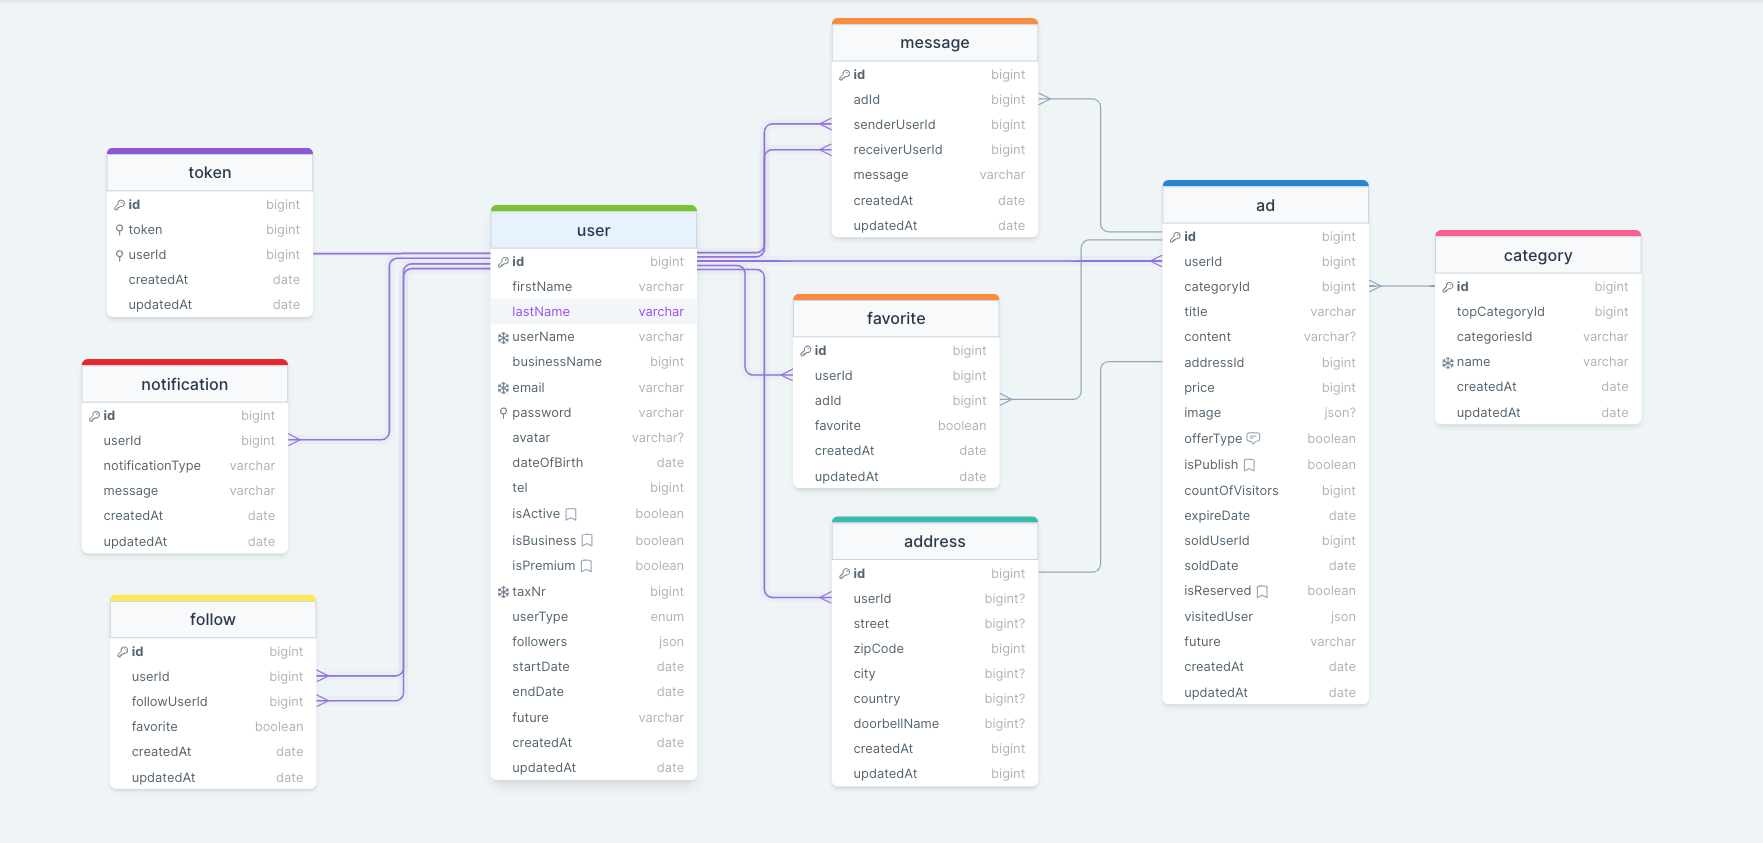 message
id bigint
adId bigint
senderUserId bigint
receiverUserId bigint
message varchar
createdAt date
updatedAt date
token
id bigint
token bigint
userId bigint
createdAt date
updatedAt date
user
id bigint
firstName varchar
lastName varchar
userName varchar
businessName bigint
email varchar
password varchar
avatar varchar?
dateOfBirth date
tel bigint
isActive boolean
isBusiness boolean
isPremium boolean
taxNr bigint
userType enum
followers json
startDate date
endDate date
future varchar
createdAt date
updatedAt date
ad
id bigint
userId bigint
categoryId bigint
title varchar
content varchar?
addressId bigint
price bigint
image json?
offerType boolean
isPublish boolean
countOfVisitors bigint
expireDate date
soldUserId bigint
soldDate date
isReserved boolean
visitedUser json
future varchar
createdAt date
updatedAt date
category
id bigint
topCategoryId bigint
categoriesId varchar
name varchar
createdAt date
updatedAt date
favorite
id bigint
userId bigint
adId bigint
favorite boolean
createdAt date
updatedAt date
notification
id bigint
userId bigint
notificationType varchar
message varchar
createdAt date
updatedAt date
address
id bigint
userId bigint?
street bigint?
zipCode bigint
city bigint?
country bigint?
doorbellName bigint?
createdAt bigint
updatedAt bigint
follow
id bigint
userId bigint
followUserId bigint
favorite boolean
createdAt date
updatedAt date